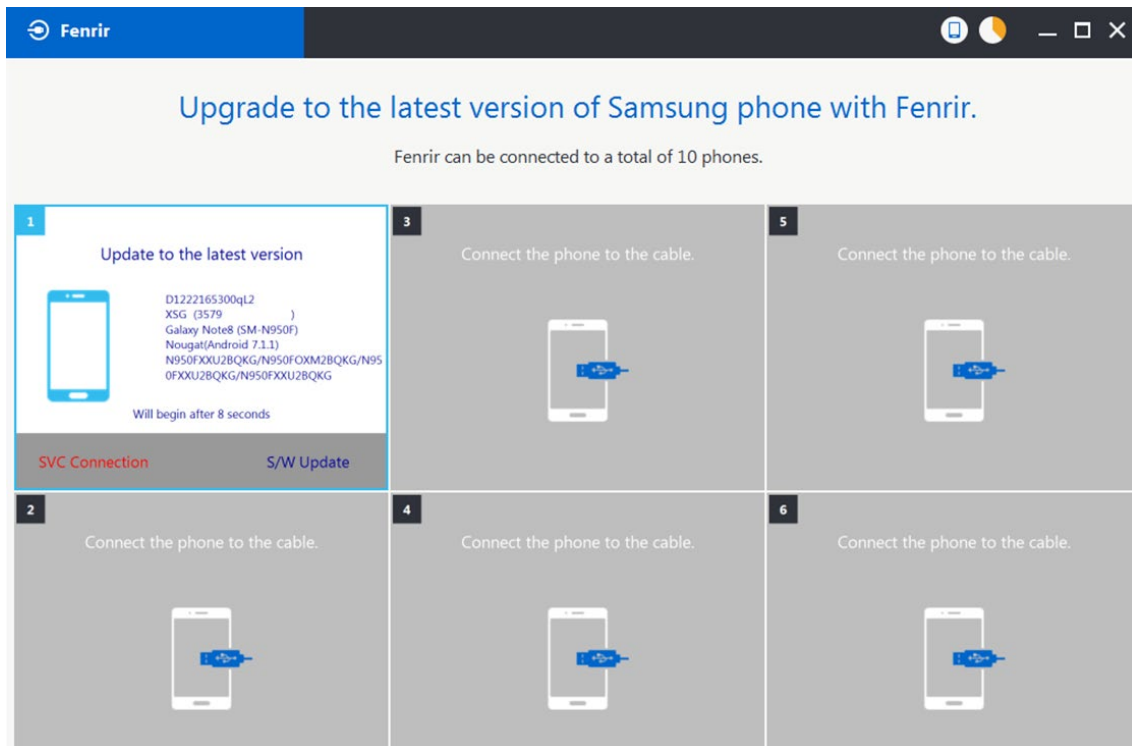 Fenrir
Upgrade to the latest version of Samsung phone with Fenrir.
Fenrir can be connected to a total of 10 phones.
1
Update to the latest version
D1222165300qL2
XSG (3579 )
Galaxy Note8 (SM-N950F)
Nougat(Android 7.1.1)
N950FXXU2BQKG/N950FOXM2BQKG/N95
0FXXU2BQKG/N950FXXU2BQKG
Will begin after 8 seconds
SVC Connection S/W Update
3
Connect the phone to the cable.
5
Connect the phone to the cable.
2
Connect the phone to the cable.
4
Connect the phone to the cable.
6
Connect the phone to the cable.